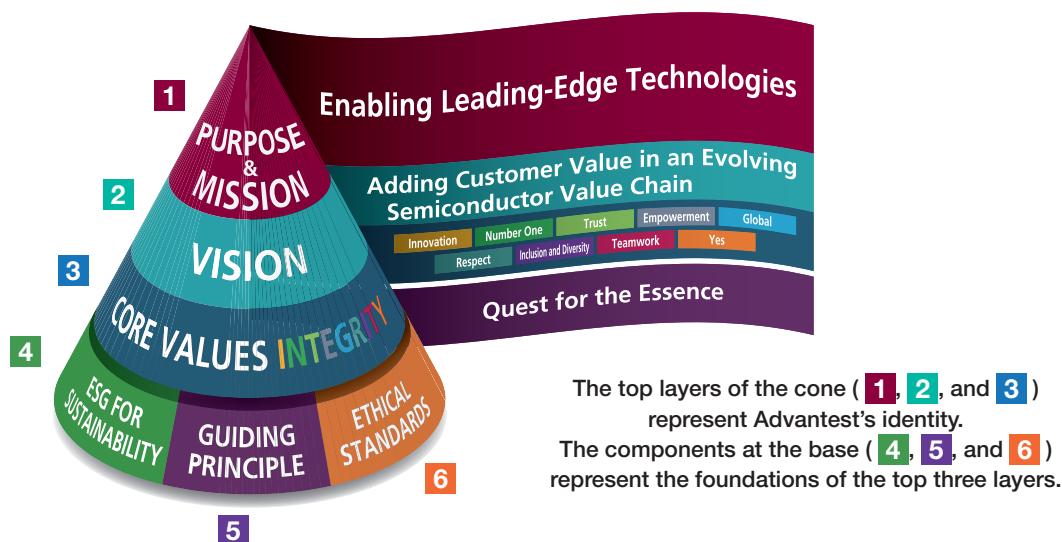 1
PURPOSE
&
MISSION
Enabling Leading-Edge Technologies
2
VISION
Adding Customer Value in an Evolving
Semiconductor Value Chain
3
CORE VALUES INTEGRITY
Innovation Number One Trust Empowerment Global
Respect Inclusion and Diversity Teamwork Yes
Quest for the Essence
4
ESG FOR
SUSTAINABILITY
GUIDING
PRINCIPLE
ETHICAL
STANDARDS
5
6
The top layers of the cone ( 1, 2, and 3 )
represent Advantest’s identity.
The components at the base ( 4, 5, and 6 )
represent the foundations of the top three layers.